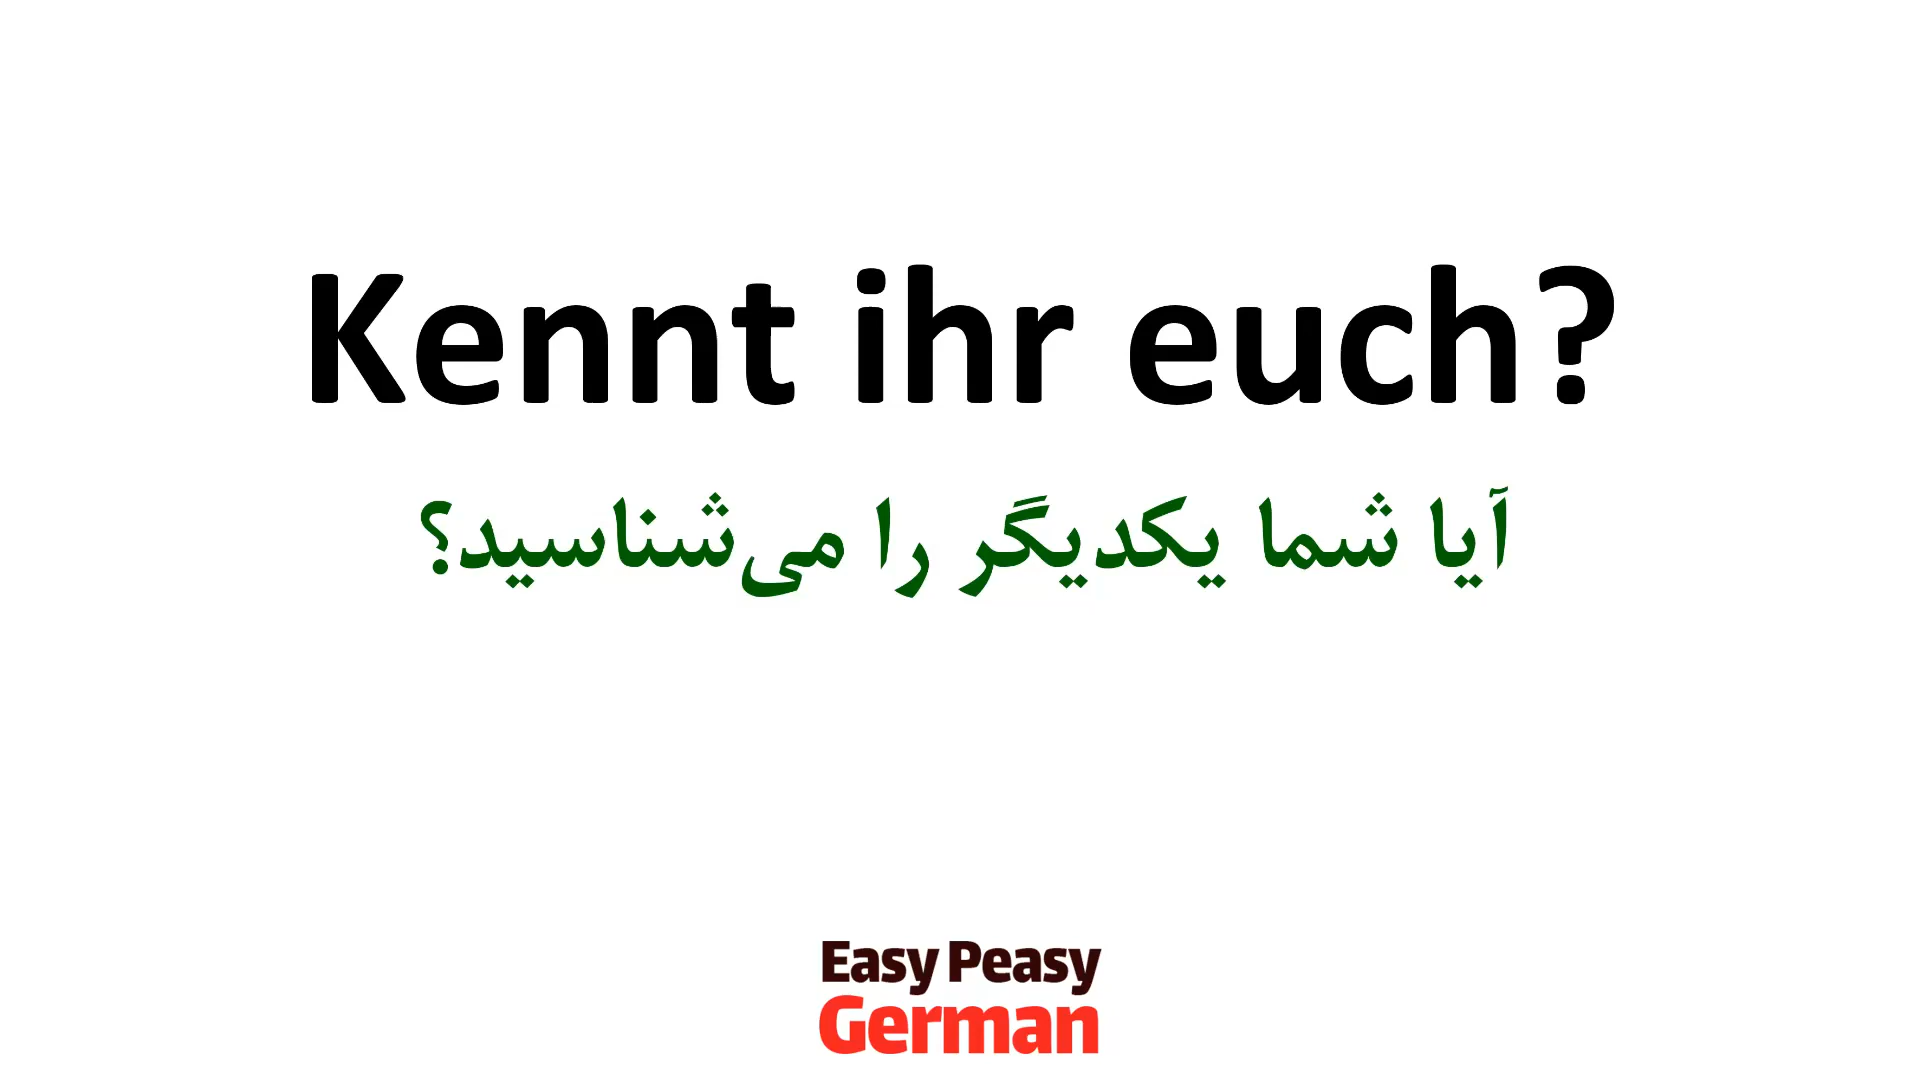 Kennt ihr euch?
آیا شما یکدیگر را می‌شناسید؟
Easy Peasy
German